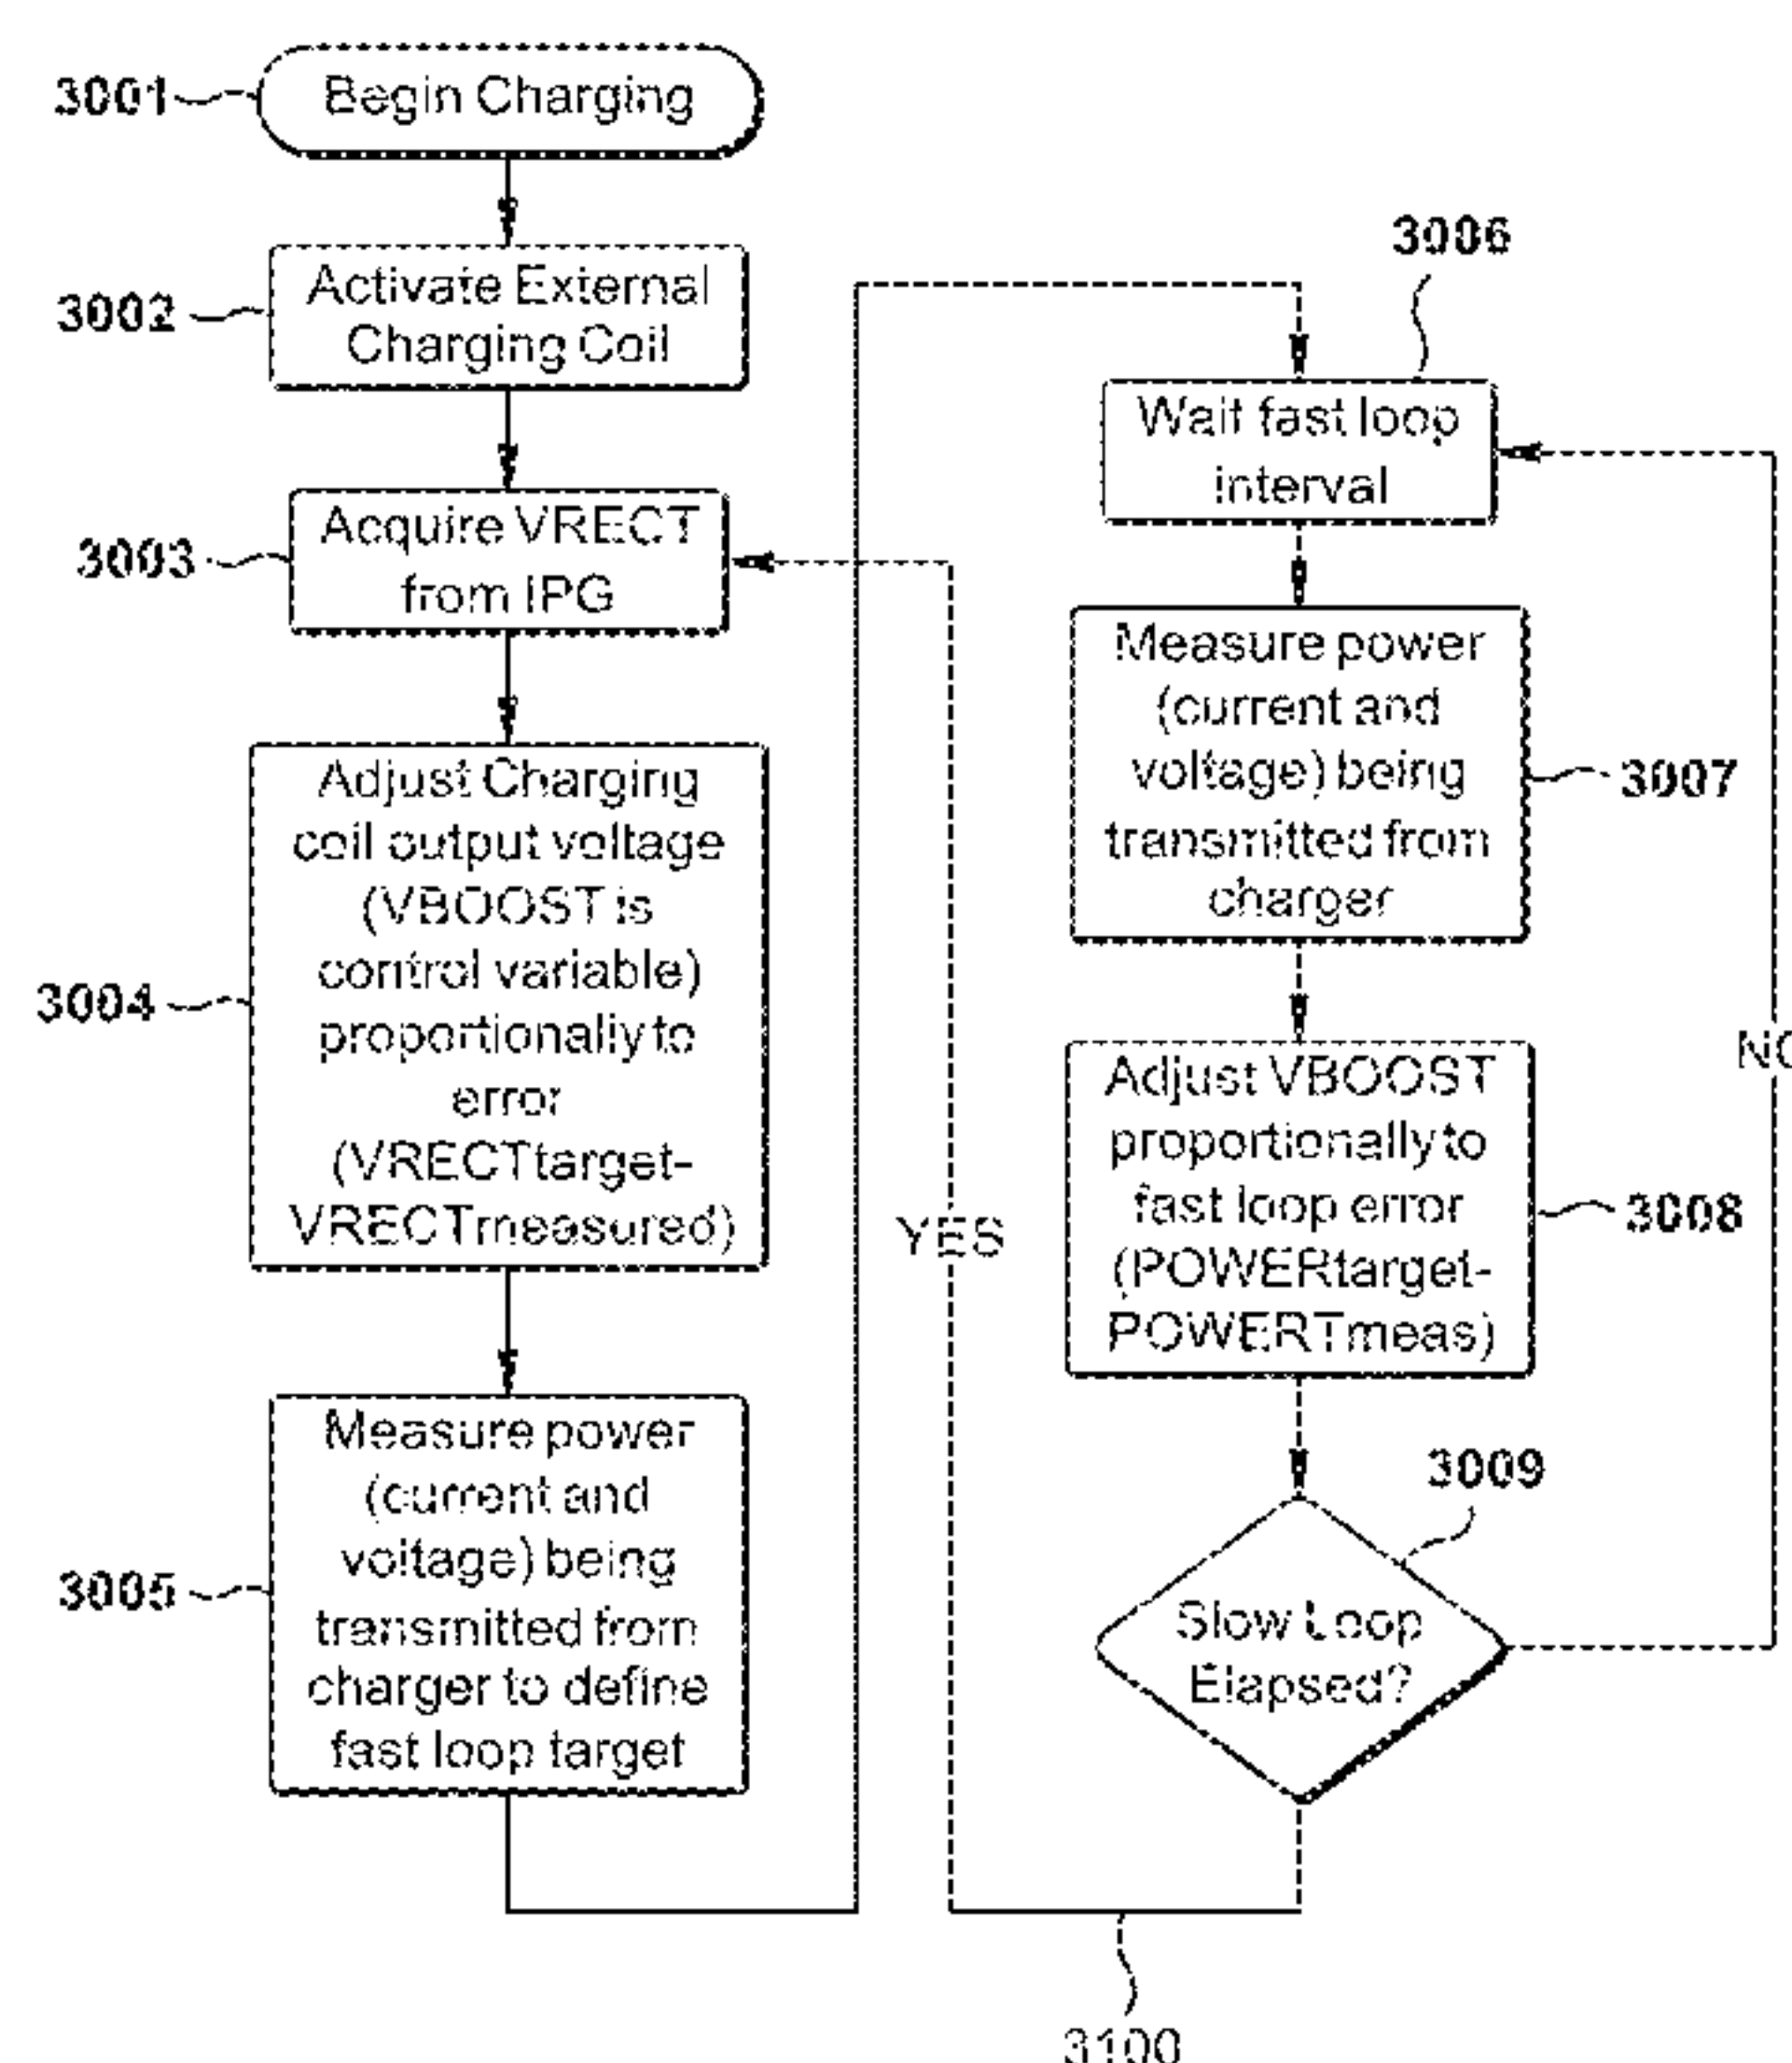 3001
Begin Charging
3002
Activate External
Charging Coil
3003
Acquire VRECT
from IPG
3004
Adjust Charging
coil output voltage
(VBOOST is
control variable)
proportionally to
error
(VRECTtarget-
VRECTmeasured)
3005
Measure power
(current and
voltage) being
transmitted from
charger to define
fast loop target
3006
Wait fast loop
interval
3007
Measure power
(current and
voltage) being
transmitted from
charger
3008
Adjust VBOOST
proportionally to
fast loop error
(POWERtarget-
POWERTmeas)
3009
Slow Loop
Elapsed?
NO
YES
3100